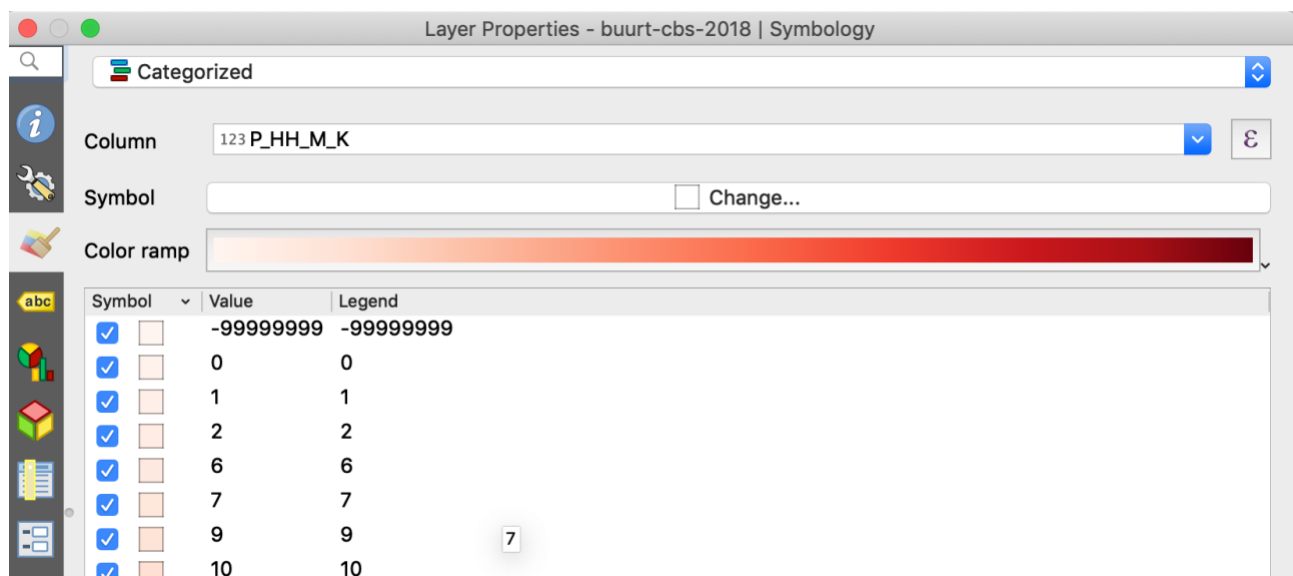 Layer Properties - buurt-cbs-2018 | Symbology
Categorized
Column 123 P_HH_M_K ε
Symbol Change...
Color ramp
abc
Symbol Value Legend
-99999999 -99999999
0 0
1 1
2 2
6 6
7 7
9 9
7
10 10